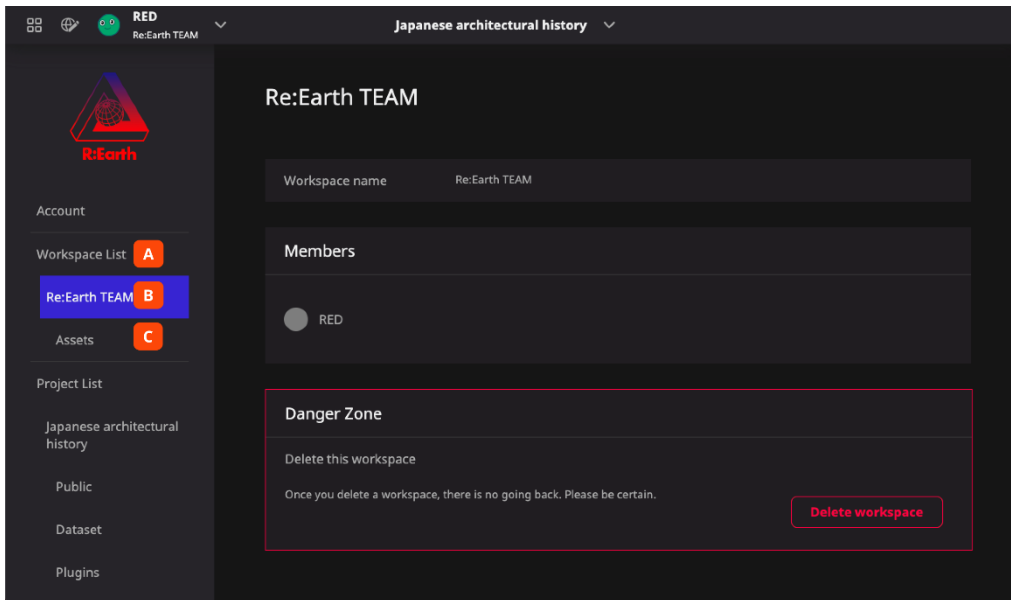 RED
Re:Earth TEAM
Japanese architectural history
R:Earth
Account
Workspace List A
Re:Earth TEAM B
Assets C
Project List
Japanese architectural
history
Public
Dataset
Plugins
Re:Earth TEAM
Workspace name Re:Earth TEAM
Members
RED
Danger Zone
Delete this workspace
Once you delete a workspace, there is no going back. Please be certain.
Delete workspace